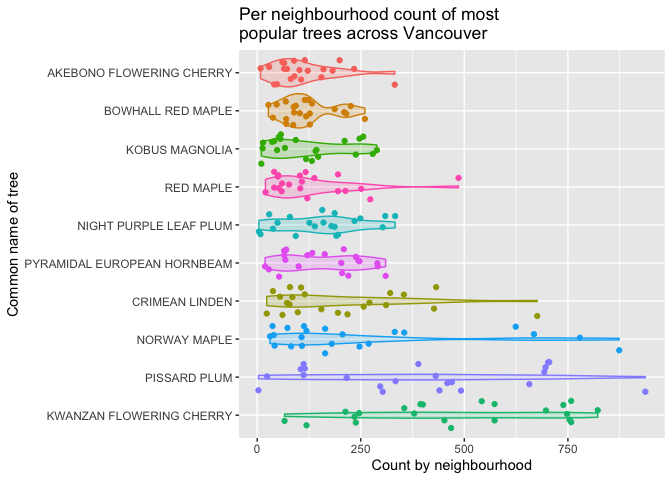 Per neighbourhood count of most
popular trees across Vancouver
Common name of tree
AKEBONO FLOWERING CHERRY
BOWHALL RED MAPLE
KOBUS MAGNOLIA
RED MAPLE
NIGHT PURPLE LEAF PLUM
PYRAMIDAL EUROPEAN HORNBEAM
CRIMEAN LINDEN
NORWAY MAPLE
PISSARD PLUM
KWANZAN FLOWERING CHERRY
0 250 500 750
Count by neighbourhood